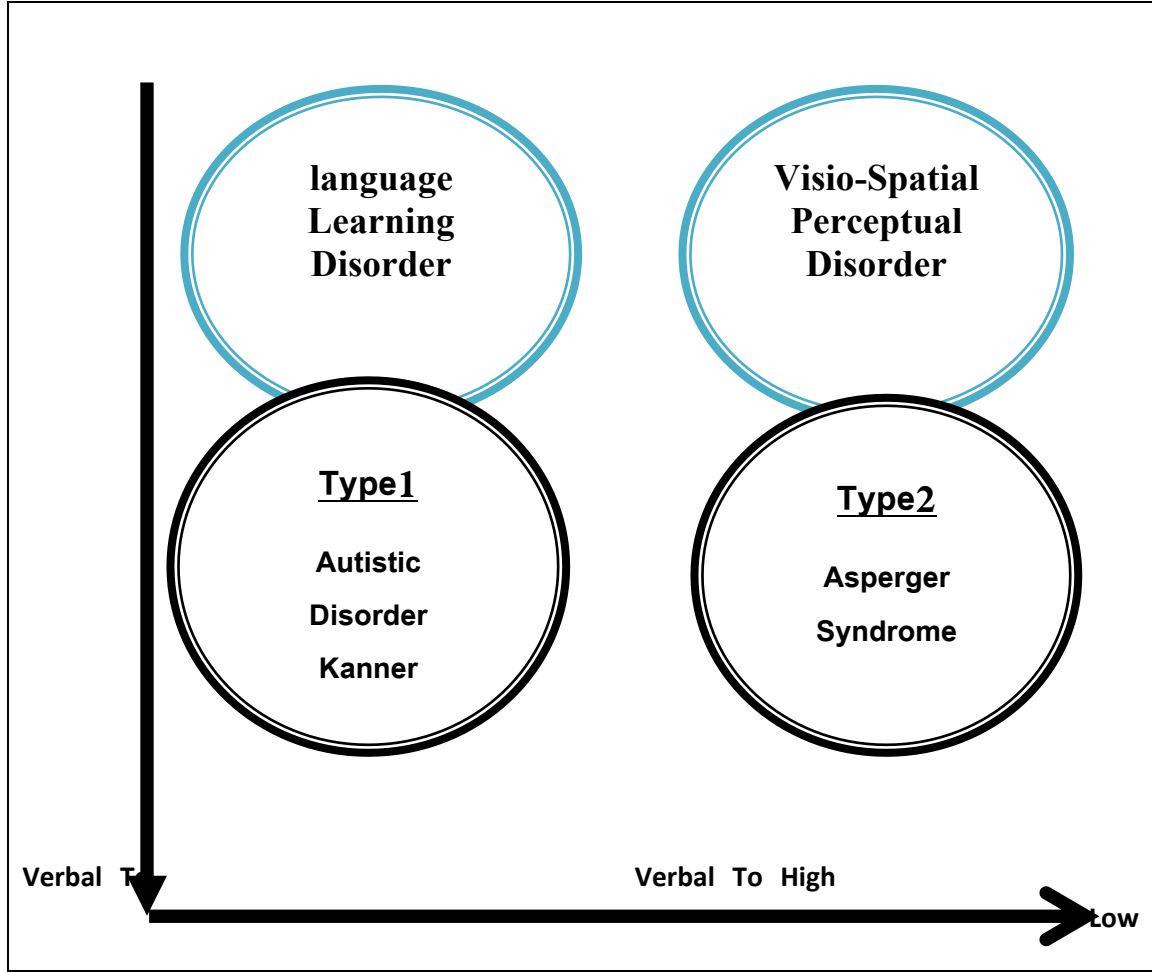 language
Learning
Disorder
Visio-Spatial
Perceptual
Disorder
Type1
Autistic
Disorder
Kanner
Type2
Asperger
Syndrome
Verbal
Verbal To High
Low